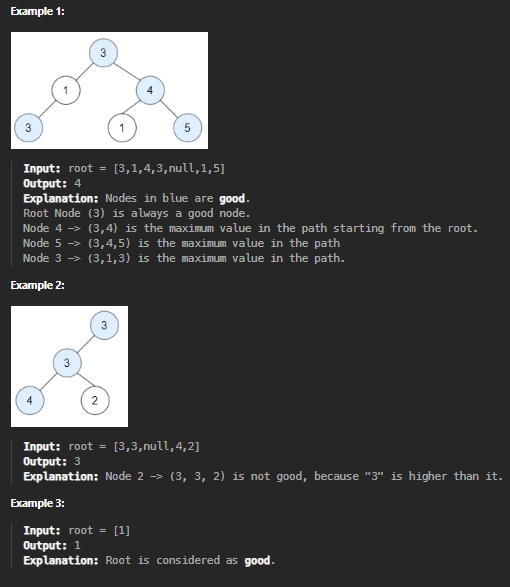 Example 1:
3
1
4
3
1
5
Input: root = [3,1,4,3,null,1,5]
Output: 4
Explanation: Nodes in blue are good.
Root Node (3) is always a good node.
Node 4 -> (3,4) is the maximum value in the path starting from the root.
Node 5 -> (3,4,5) is the maximum value in the path
Node 3 -> (3,1,3) is the maximum value in the path.
Example 2:
3
3
4
2
Input: root = [3,3,null,4,2]
Output: 3
Explanation: Node 2 -> (3, 3, 2) is not good, because "3" is higher than it.
Example 3:
Input: root = [1]
Output: 1
Explanation: Root is considered as good.